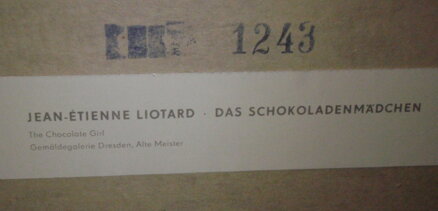 1243
JEAN-ÉTIENNE LIOTARD · DAS SCHOKOLADENMÄDCHEN
The Chocolate Girl
Gemäldegalerie Dresden, Alte Meister